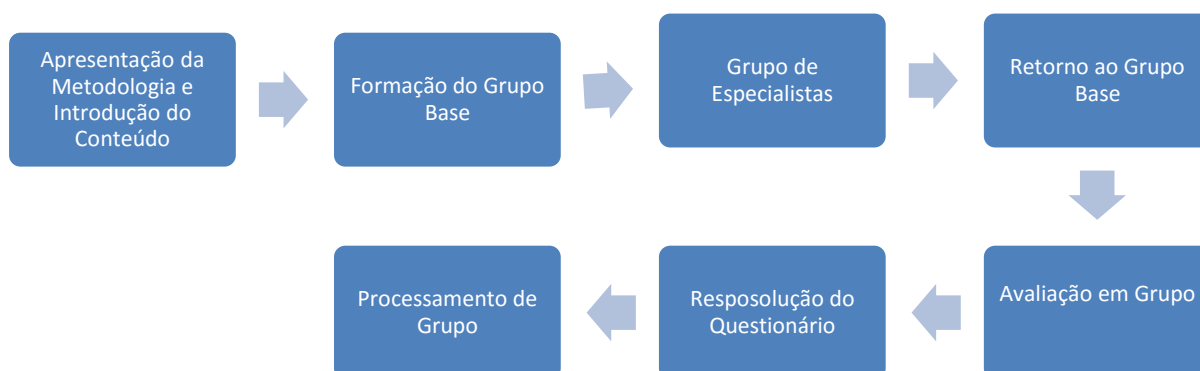 Apresentação da
Metodologia e
Introdução do
Conteúdo
Formação do Grupo
Base
Grupo de
Especialistas
Retorno ao Grupo
Base
Avaliação em Grupo
Resposolução do
Questionário
Processamento de
Grupo